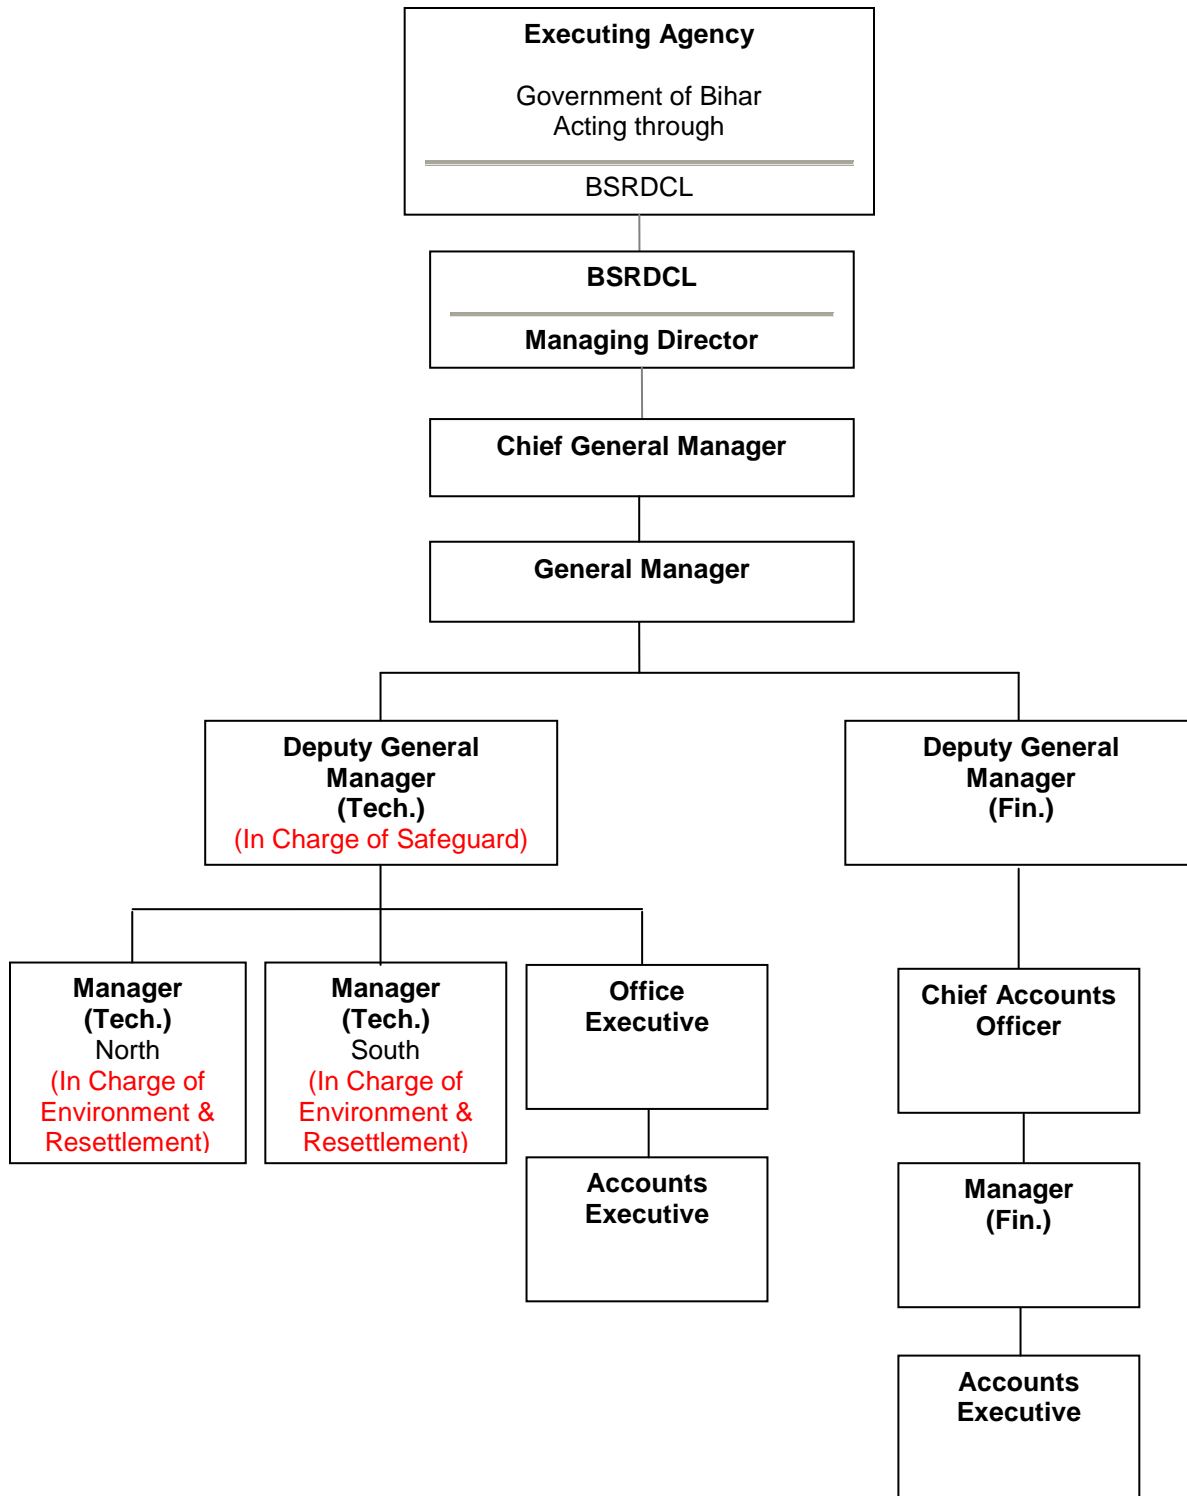 Executing Agency
Government of Bihar
Acting through
BSRDCL
BSRDCL
Managing Director
Chief General Manager
General Manager
Deputy General
Manager
(Tech.)
(In Charge of Safeguard)
Deputy General
Manager
(Fin.)
Manager
(Tech.)
North
(In Charge of
Environment &
Resettlement)
Manager
(Tech.)
South
(In Charge of
Environment &
Resettlement)
Office
Executive
Chief Accounts
Officer
Accounts
Executive
Manager
(Fin.)
Accounts
Executive